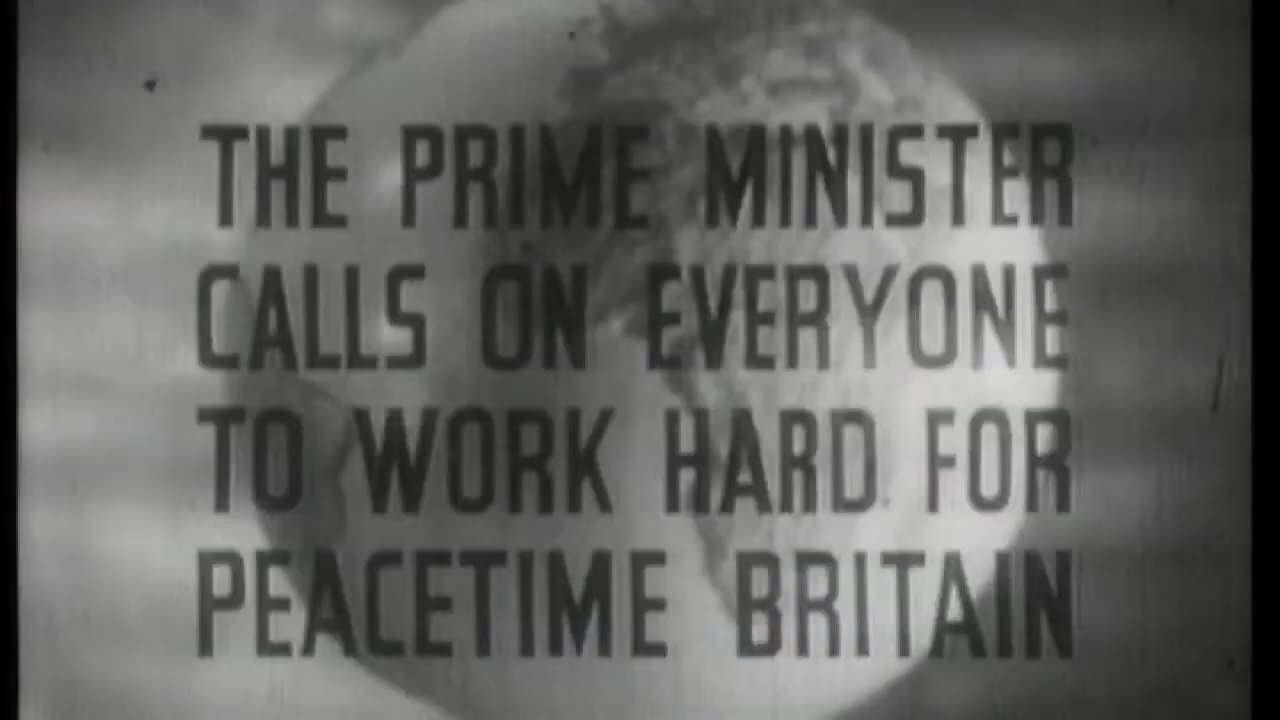 THE PRIME MINISTER
CALLS ON EVERYONE
TO WORK HARD FOR
PEACETIME BRITAIN